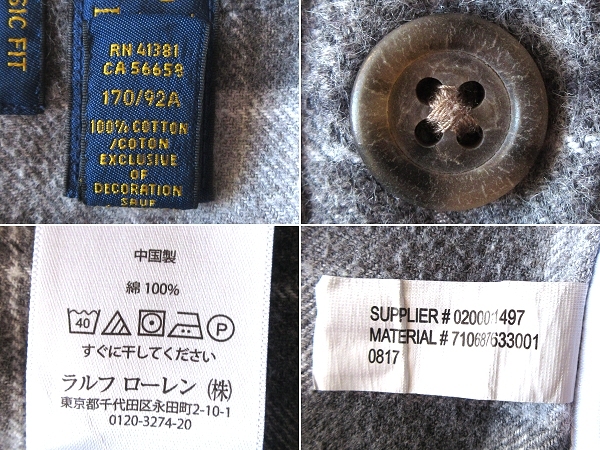 SIC FIT
RN 41381
CA 56658
170/92A
100% COTTON
/COTON
EXCLUSIVE
OF
DECORATION
SAUF
中国製
綿 100%
40 P
すぐに干してください
ラルフ ローレン (株)
東京都千代田区永田町2-10-1
0120-3274-20
SUPPLIER # 020001497
MATERIAL # 710687633001
0817